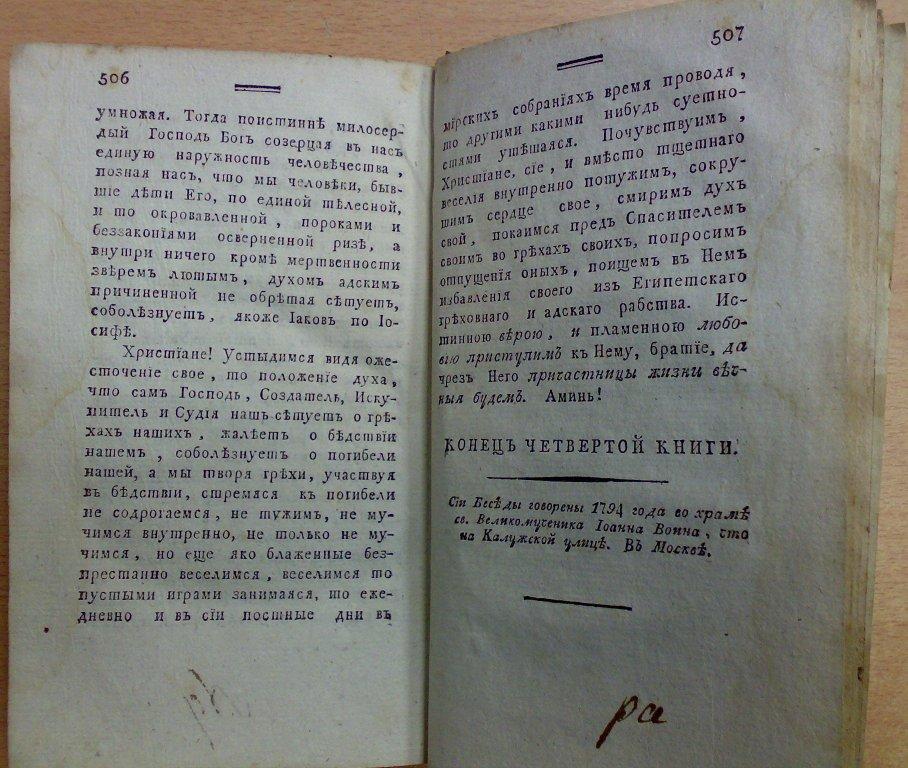 506
умножая. Тогда поистиннѣ милосер-
дый Господь Богъ созерцая въ насъ
единую наружность человѣчества,
позная насъ, что мы человѣки, быв-
шіе дѣти Его, по единой тѣлесной,
и то окровавленной, пороками и
беззаконіями оскверненной ризѣ, а
внутри ничего кромѣ мертвенности
звѣремъ лютымъ, духомъ адскимъ
причиненной не обрѣтая сѣтуетъ,
соболѣзнуетъ, якоже Іаковъ по Іо-
сифѣ.
Христіане! Устыдимся видя оже-
сточеніе свое, то положеніе духа,
что самъ Господь, Создатель, Иску-
питель и Судія нашъ сѣтуетъ о грѣ-
хахъ нашихъ, жалѣетъ о бѣдствіи
нашемъ, соболѣзнуетъ о погибели
нашей, а мы творя грѣхи, участвуя
въ бѣдствіи, стремяся къ погибели
не содрогаемся, не тужимъ, не му-
чимся внутренно, не только не му-
чимся, но еще яко блаженные без-
престанно веселимся, веселимся то
пустыми играми занимаяся, то еже-
дневно и въ сіи постные дни въ
507
мірскихъ собраніяхъ время проводя,
то другими какими нибудь суетно-
стями утѣшаяся. Почувствуимъ,
Христіане, сіе, и вмѣсто тщетнаго
веселія внутренно потужимъ, сокру-
шимъ сердце свое, смиримъ духъ
свой, покаимся предъ Спасителемъ
своимъ во грѣхахъ своихъ, попросимъ
отпущенія оныхъ, поищемъ въ Немъ
избавленія своего изъ Египетскаго
грѣховнаго и адскаго рабства. Ис-
тинною вѣрою, и пламенною любо-
вію приступимъ къ Нему, братіе, да
чрезъ Него причастницы жизни вѣч-
ныя будемъ. Аминь!
КОНЕЦЪ ЧЕТВЕРТОЙ КНИГИ.
Сіи Бесѣды говорены 1794 года во храмѣ
св. Великомученика Іоанна Воина, что
на Калужской улицѣ. Въ Москвѣ.
ра